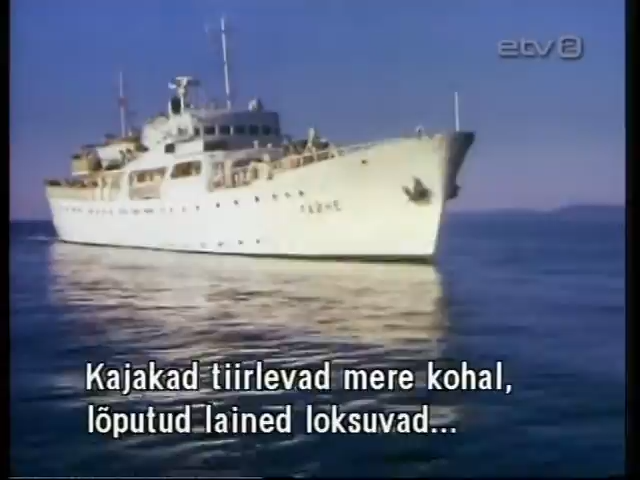 etv2
Kajakad tiirlevad mere kohal,
lõputud lained loksuvad...